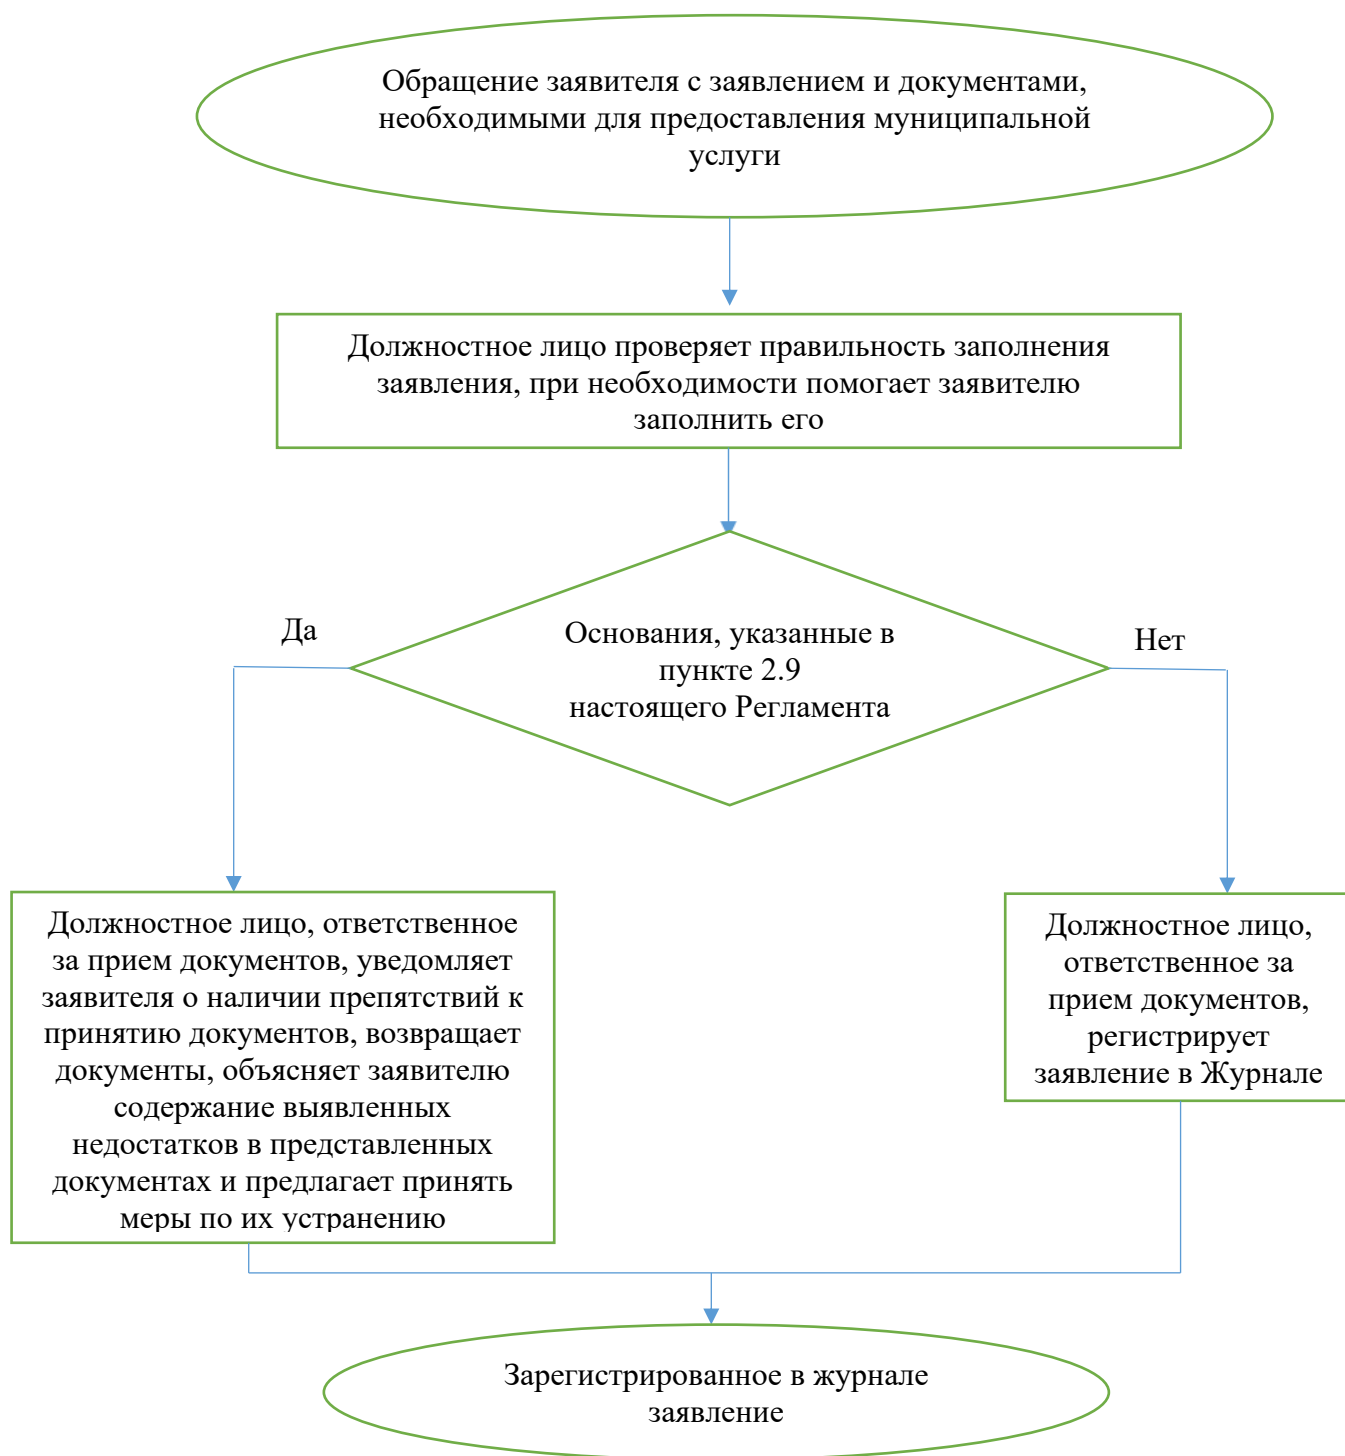 Обращение заявителя с заявлением и документами,
необходимыми для предоставления муниципальной
услуги
Должностное лицо проверяет правильность заполнения
заявления, при необходимости помогает заявителю
заполнить его
Да
Основания, указанные в
пункте 2.9
настоящего Регламента
Нет
Должностное лицо, ответственное
за прием документов, уведомляет
заявителя о наличии препятствий к
принятию документов, возвращает
документы, объясняет заявителю
содержание выявленных
недостатков в представленных
документах и предлагает принять
меры по их устранению
Должностное лицо,
ответственное за
прием документов,
регистрирует
заявление в Журнале
Зарегистрированное в журнале
заявление